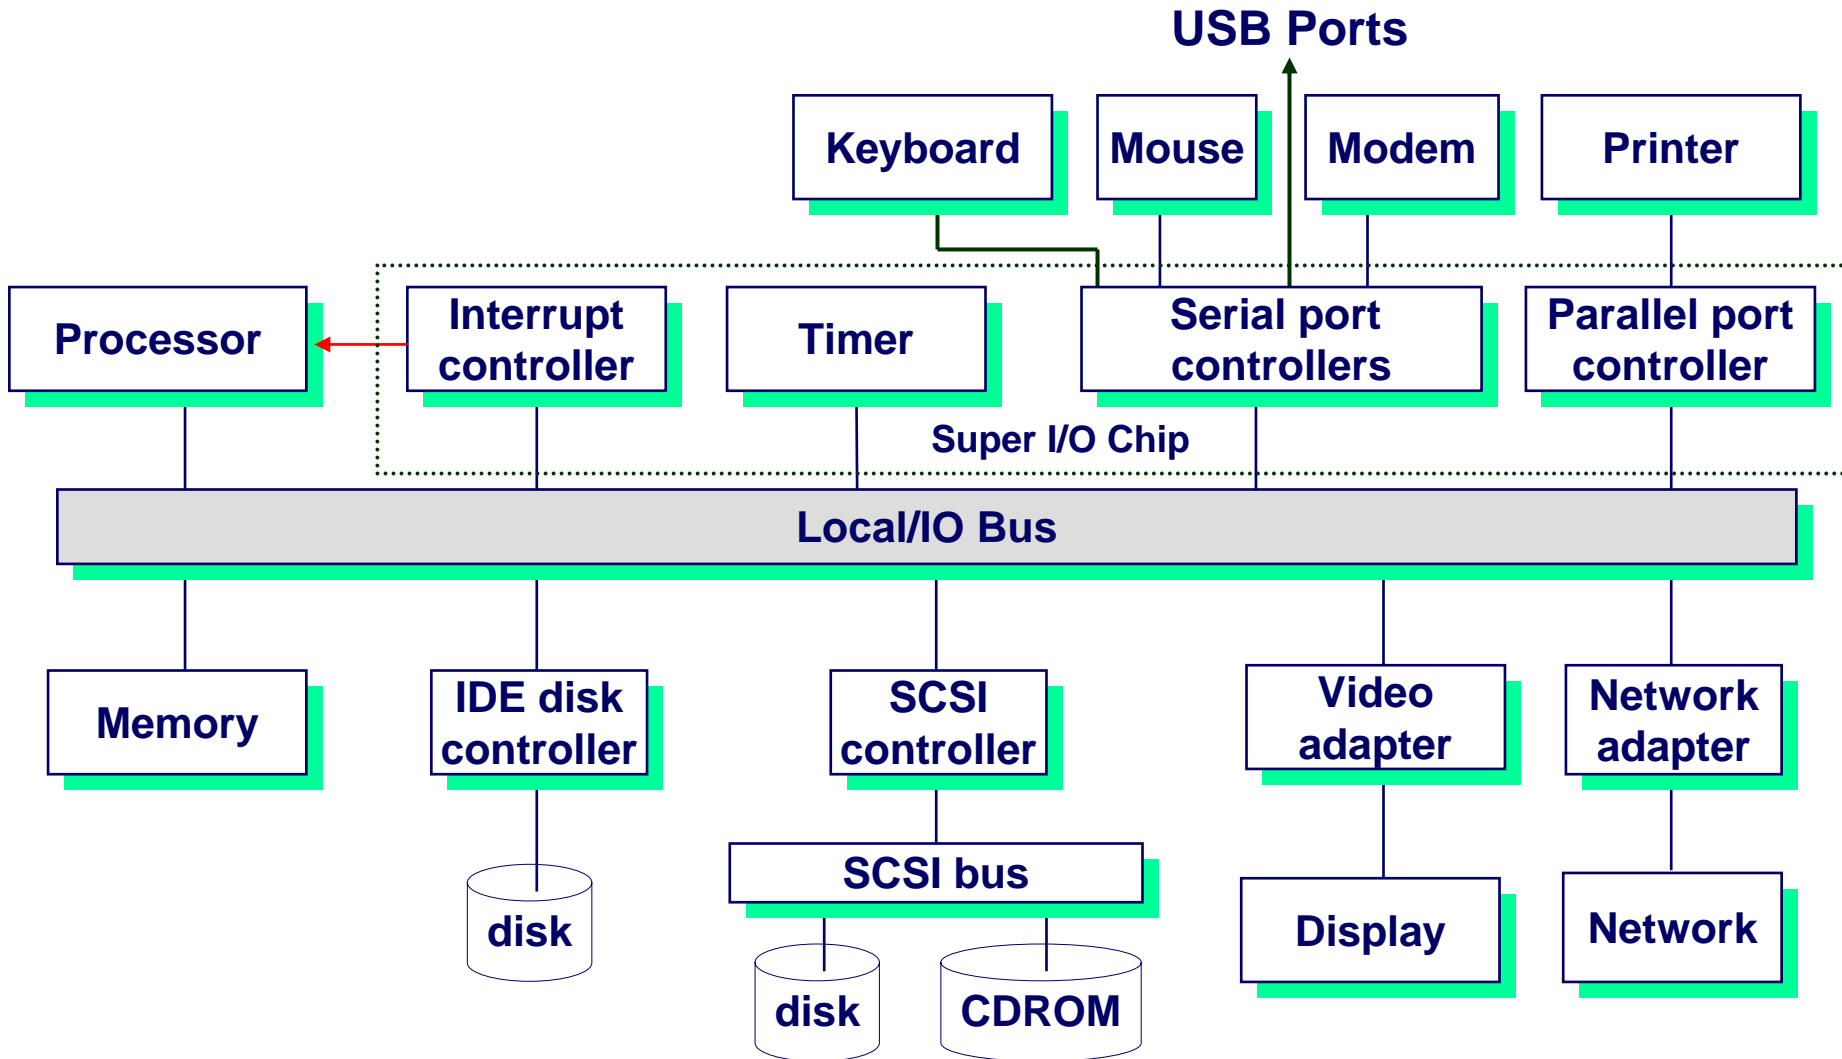 USB Ports
Keyboard
Mouse
Modem
Printer
Processor
Interrupt
controller
Timer
Serial port
controllers
Parallel port
controller
Super I/O Chip
Local/IO Bus
Memory
IDE disk
controller
SCSI
controller
Video
adapter
Network
adapter
SCSI bus
disk
Display
Network
disk
CDROM